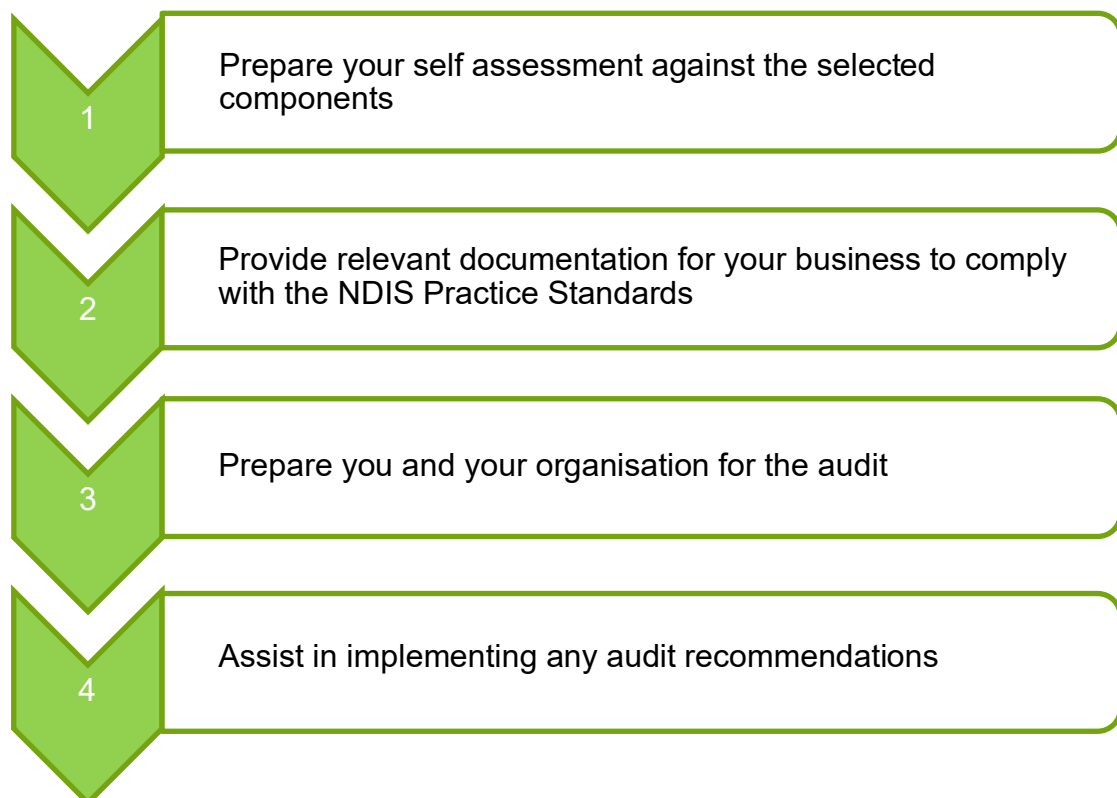 1
Prepare your self assessment against the selected
components
2
Provide relevant documentation for your business to comply
with the NDIS Practice Standards
3
Prepare you and your organisation for the audit
4
Assist in implementing any audit recommendations